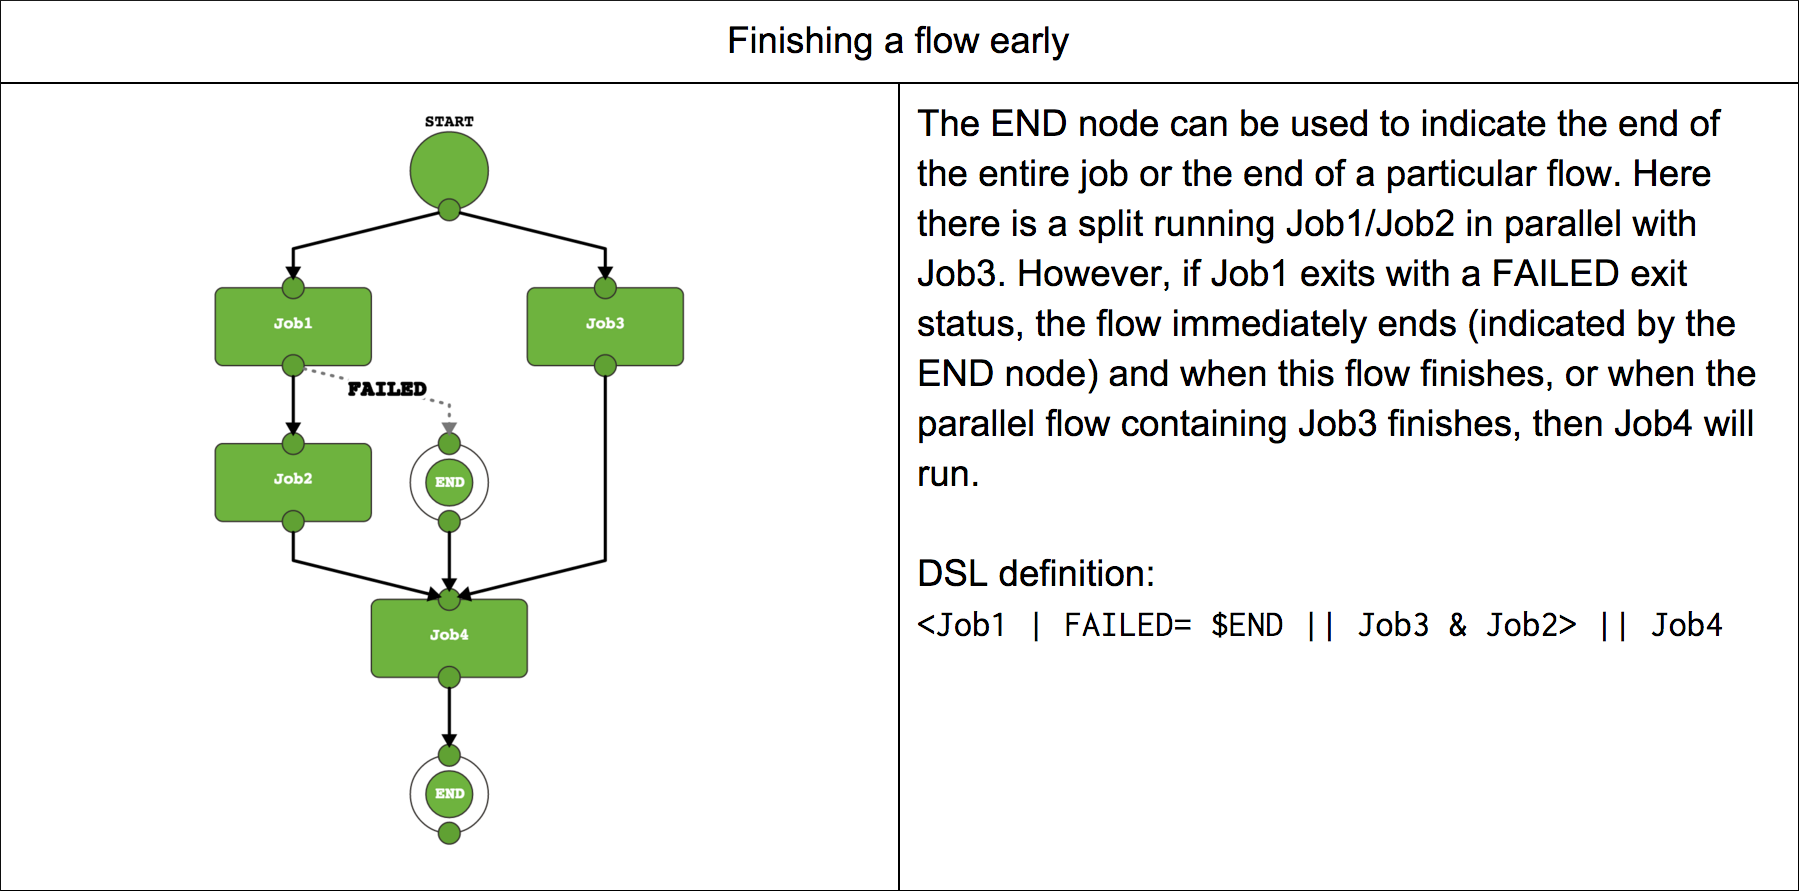 Finishing a flow early
START
Job1
Job3
FAILED
Job2
END
Job4
END
The END node can be used to indicate the end of
the entire job or the end of a particular flow. Here
there is a split running Job1/Job2 in parallel with
Job3. However, if Job1 exits with a FAILED exit
status, the flow immediately ends (indicated by the
END node) and when this flow finishes, or when the
parallel flow containing Job3 finishes, then Job4 will
run.
DSL definition:
<Job1 | FAILED= $END || Job3 & Job2> || Job4